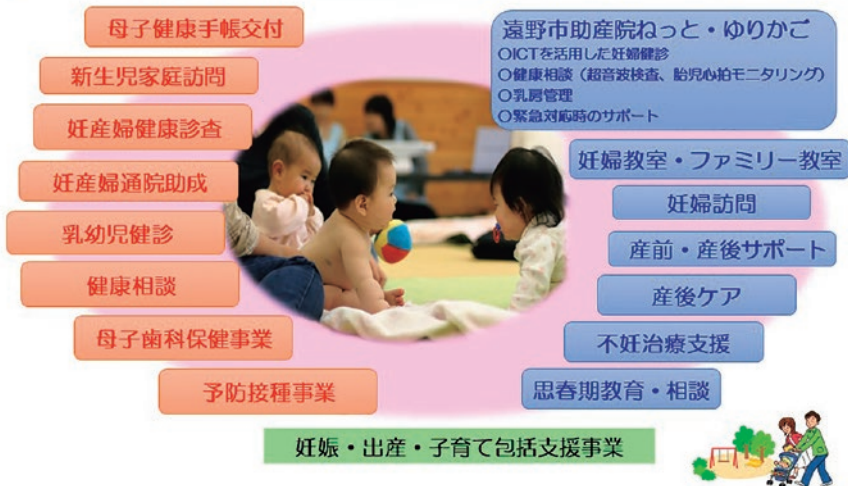 母子健康手帳交付
新生児家庭訪問
妊産婦健康診査
妊産婦通院助成
乳幼児健診
健康相談
母子歯科保健事業
予防接種事業
遠野市助産院ねっと・ゆりかご
○ICTを活用した妊婦健診
○健康相談（超音波検査、胎児心拍モニタリング）
○乳房管理
○緊急対応時のサポート
妊婦教室・ファミリー教室
妊婦訪問
産前・産後サポート
産後ケア
不妊治療支援
思春期教育・相談
妊娠・出産・子育て包括支援事業